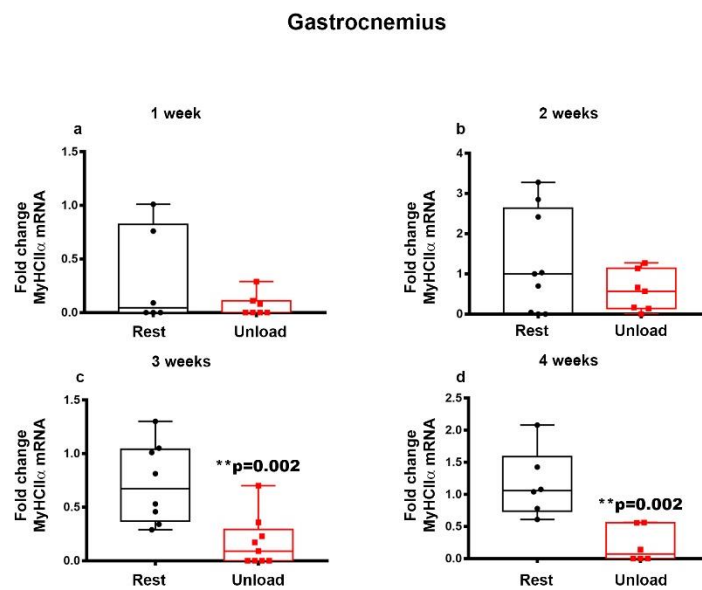 Gastrocnemius
1 week
a
1.5
1.0
0.5
0.0
Fold change
MyHCIIα mRNA
Rest
Unload
2 weeks
b
4
3
2
1
0
Fold change
MyHCIIα mRNA
Rest
Unload
3 weeks
c
1.5
1.0
0.5
0.0
Fold change
MyHCIIα mRNA
**p=0.002
Rest
Unload
4 weeks
d
2.5
2.0
1.5
1.0
0.5
0.0
Fold change
MyHCIIα mRNA
**p=0.002
Rest
Unload